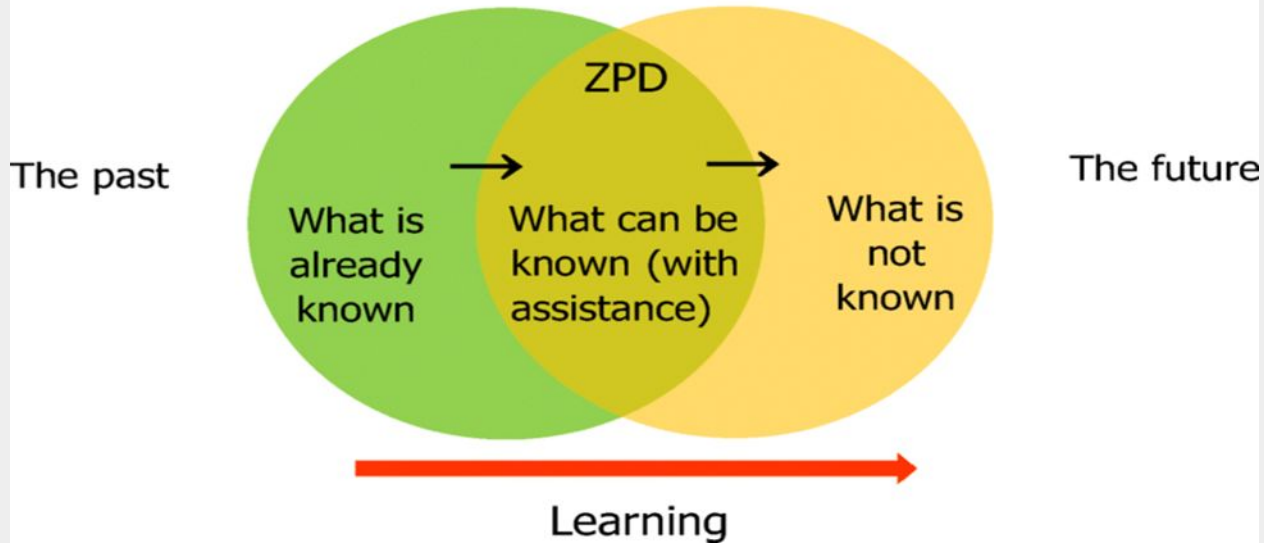 ZPD
The past
The future
What is
already
known
What can be
known (with
assistance)
What is
not
known
Learning